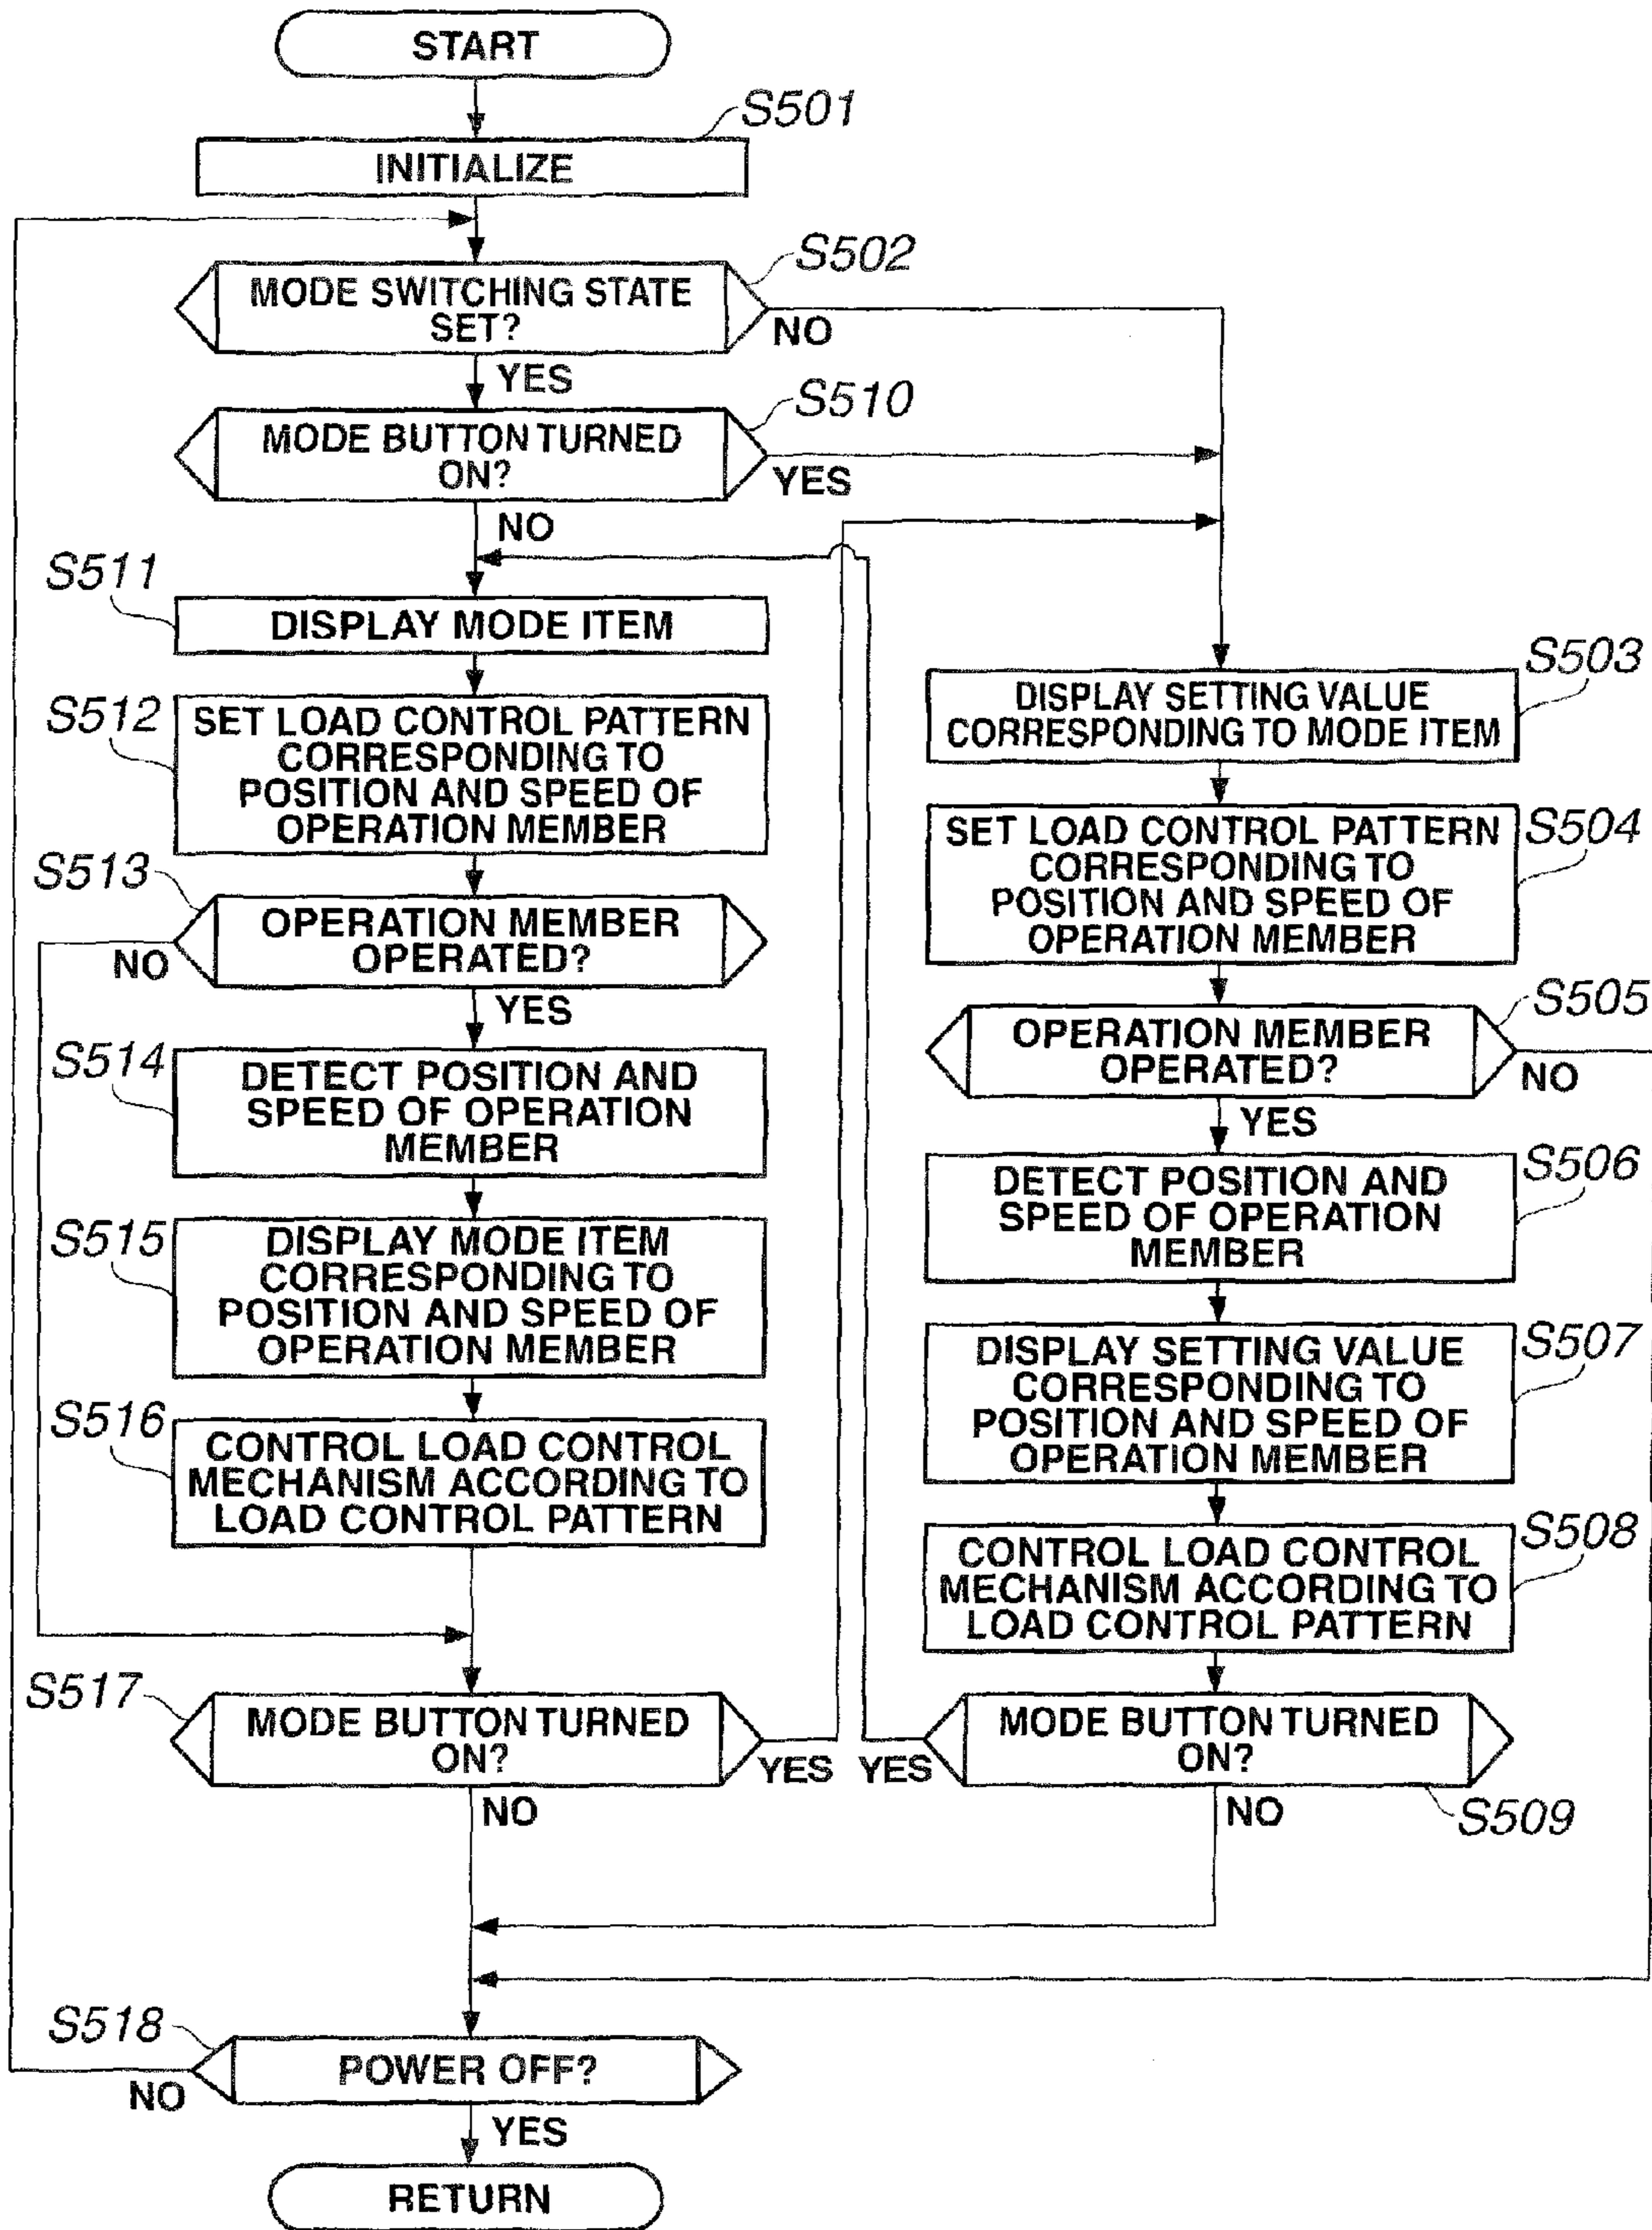 START
S501
INITIALIZE
S502
MODE SWITCHING STATE
SET?
NO
YES
S510
MODE BUTTON TURNED
ON?
YES
NO
S511
DISPLAY MODE ITEM
S512
SET LOAD CONTROL PATTERN
CORRESPONDING TO
POSITION AND SPEED OF
OPERATION MEMBER
S513
OPERATION MEMBER
OPERATED?
NO
YES
S514
DETECT POSITION AND
SPEED OF OPERATION
MEMBER
S515
DISPLAY MODE ITEM
CORRESPONDING TO
POSITION AND SPEED OF
OPERATION MEMBER
S516
CONTROL LOAD CONTROL
MECHANISM ACCORDING TO
LOAD CONTROL PATTERN
S517
MODE BUTTON TURNED
ON?
YES
NO
S503
DISPLAY SETTING VALUE
CORRESPONDING TO MODE ITEM
S504
SET LOAD CONTROL PATTERN
CORRESPONDING TO
POSITION AND SPEED OF
OPERATION MEMBER
S505
OPERATION MEMBER
OPERATED?
NO
YES
S506
DETECT POSITION AND
SPEED OF OPERATION
MEMBER
S507
DISPLAY SETTING VALUE
CORRESPONDING TO
POSITION AND SPEED OF
OPERATION MEMBER
S508
CONTROL LOAD CONTROL
MECHANISM ACCORDING TO
LOAD CONTROL PATTERN
MODE BUTTON TURNED
ON?
YES
NO
S509
S518
POWER OFF?
NO
YES
RETURN